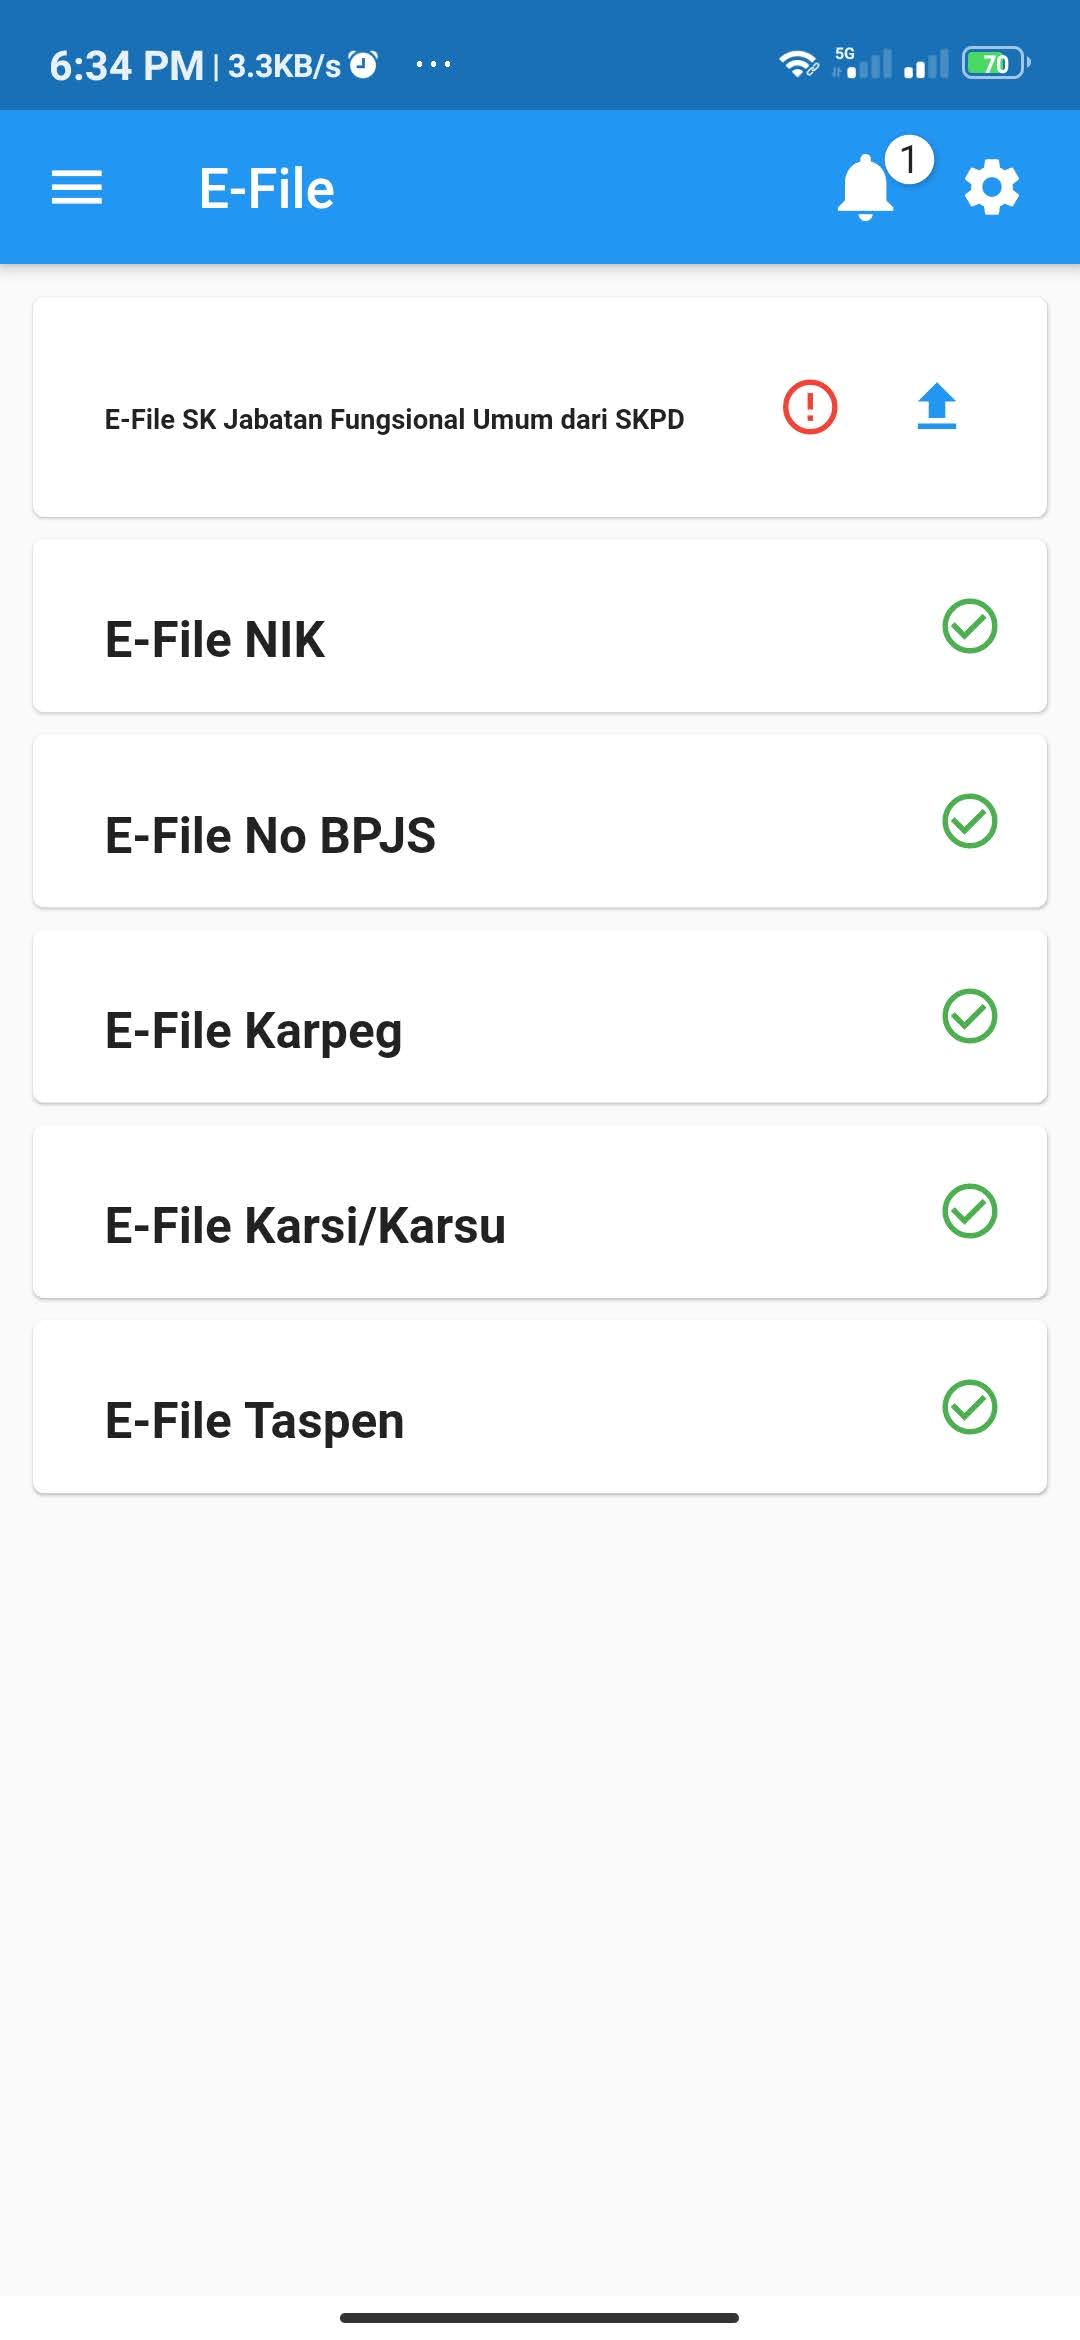 6:34 PM | 3.3KB/s ...
5G
70
E-File
1
E-File SK Jabatan Fungsional Umum dari SKPD
E-File NIK
E-File No BPJS
E-File Karpeg
E-File Karsi/Karsu
E-File Taspen